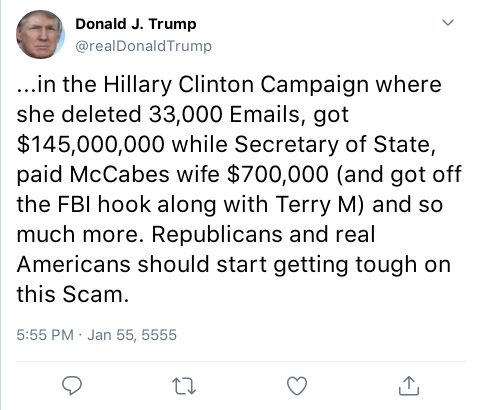 Donald J. Trump
@realDonaldTrump
...in the Hillary Clinton Campaign where
she deleted 33,000 Emails, got
$145,000,000 while Secretary of State,
paid McCabes wife $700,000 (and got off
the FBI hook along with Terry M) and so
much more. Republicans and real
Americans should start getting tough on
this Scam.
5:55 PM · Jan 55, 5555